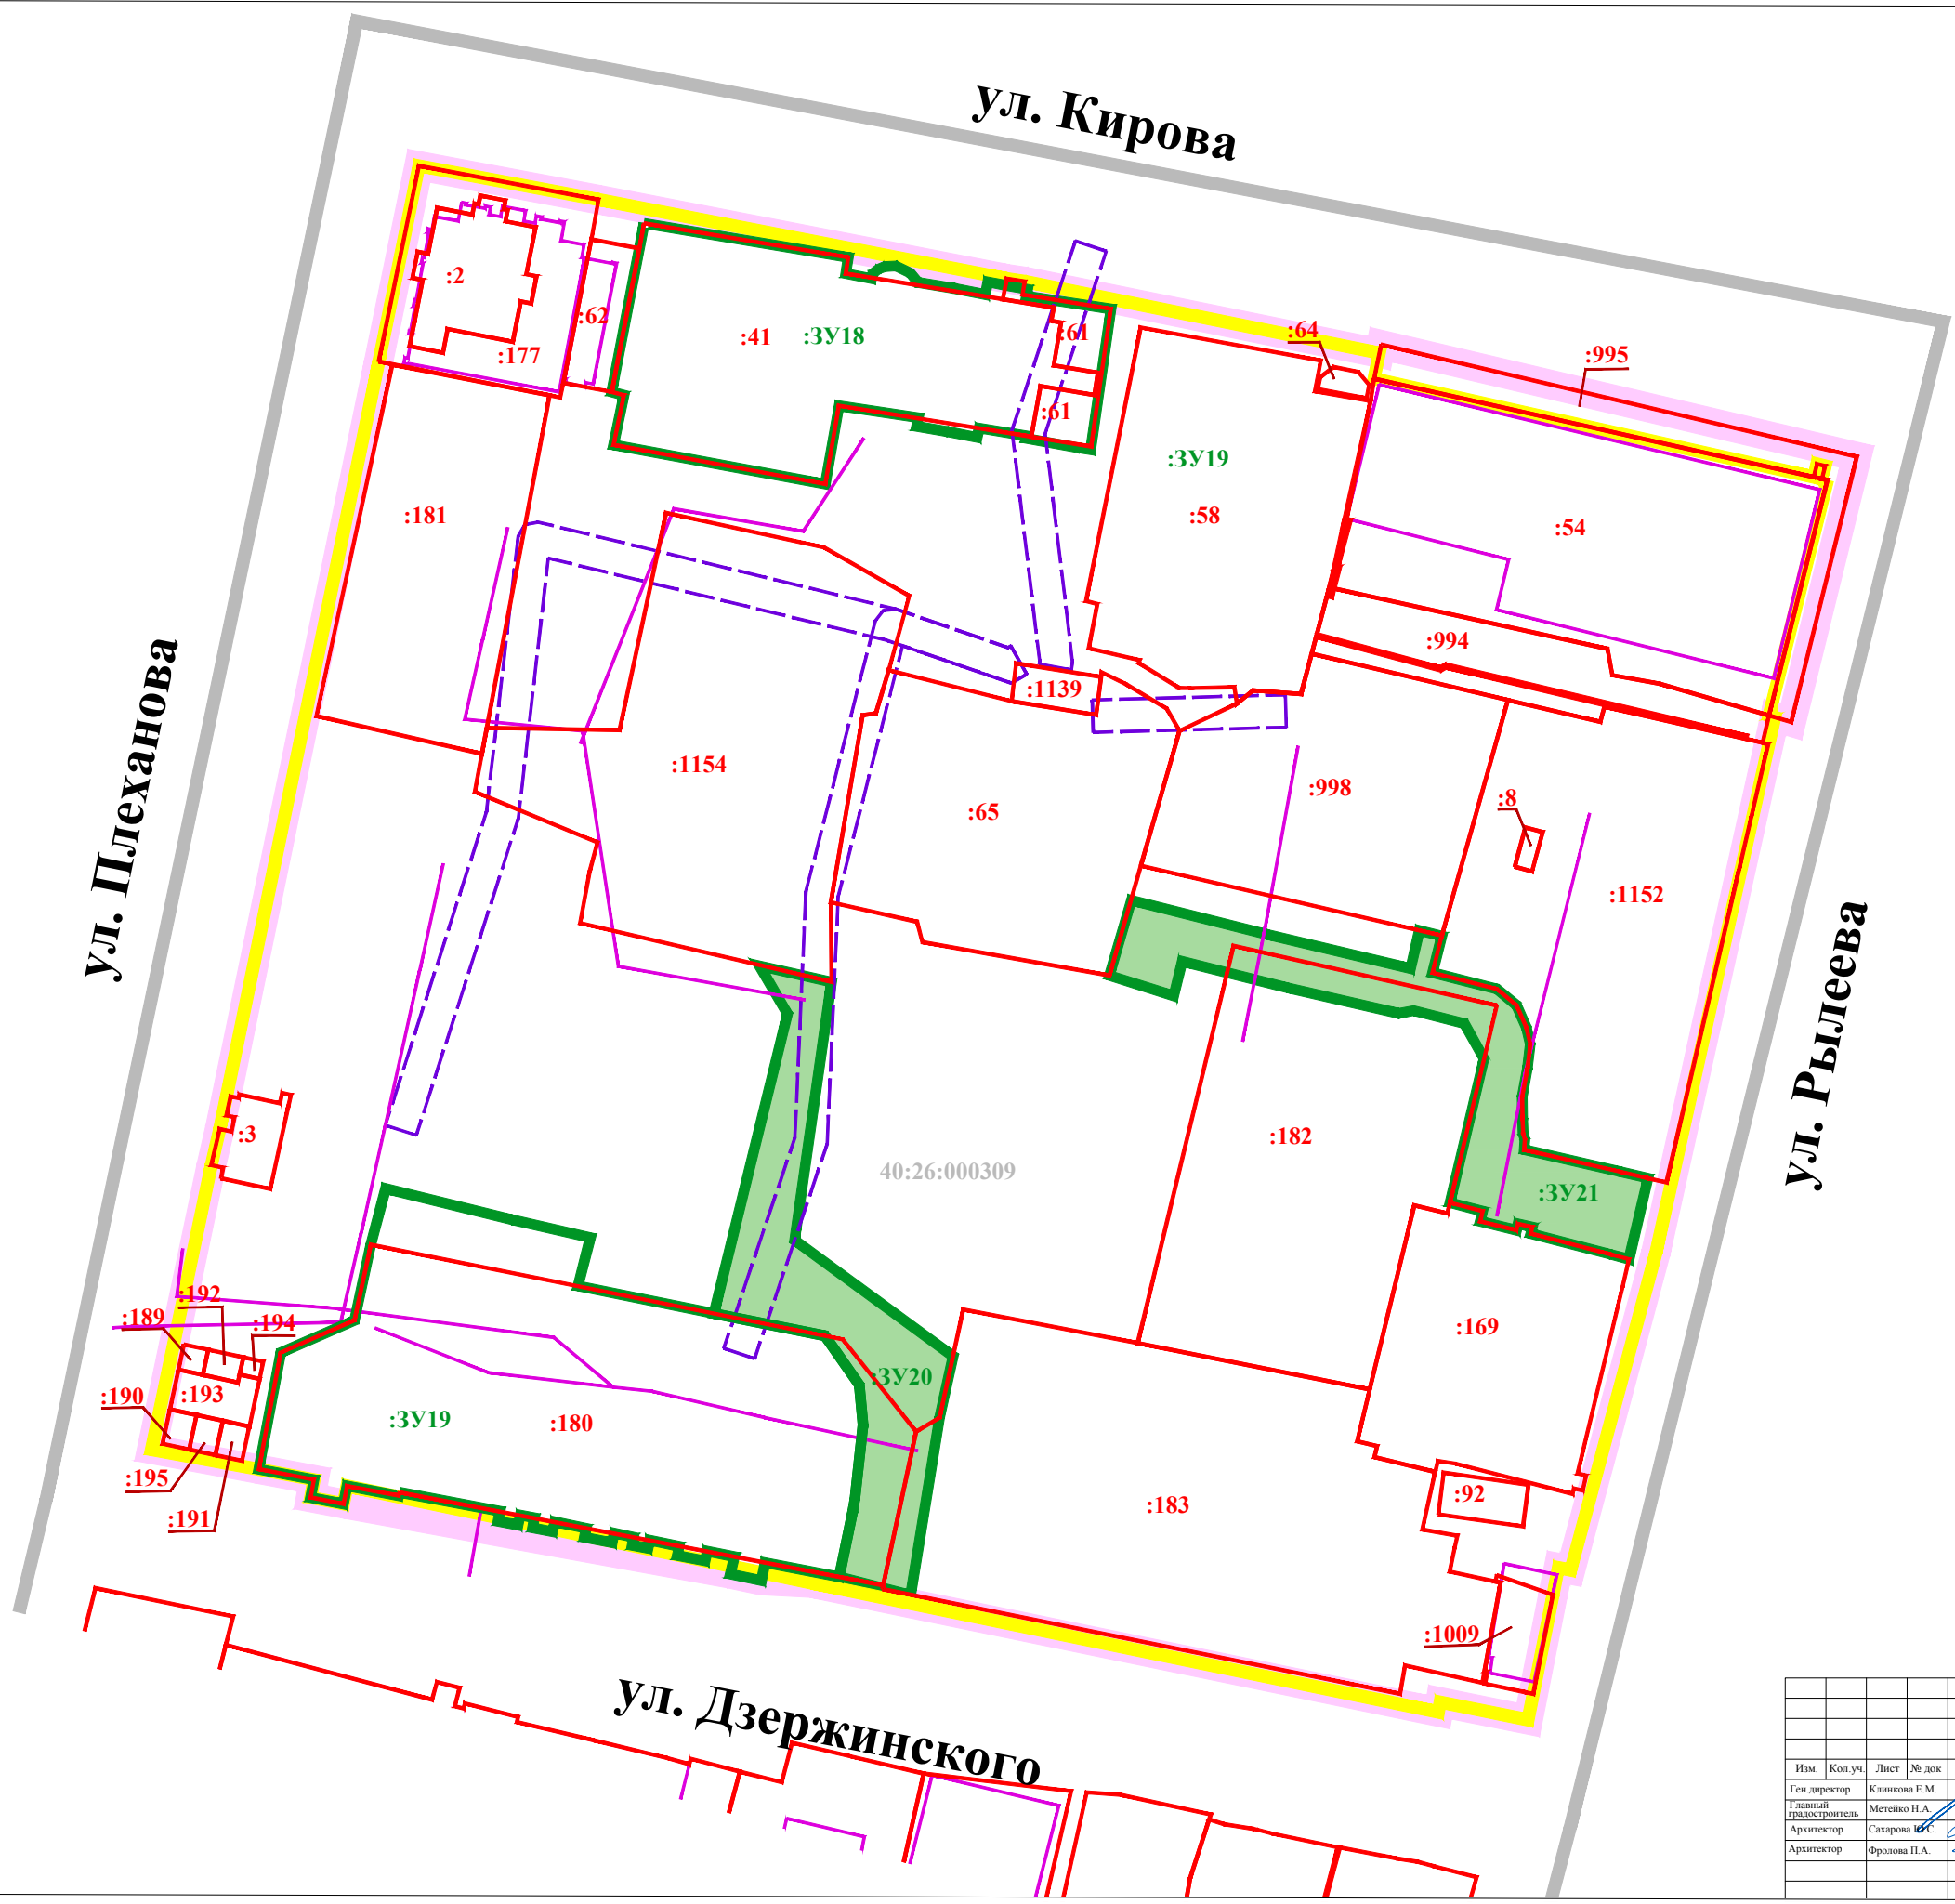 ул. Кирова
:64
:995
:2
:62
:41 :ЗУ18
:61
:177
:61
:ЗУ19
:181
:58
:54
:994
:1139
ул. Плеханова
:1154
:998
:8
:65
:1152
ул. Рылеева
:3
:182
40:26:000309
:ЗУ21
:192
:189
:194
:169
:ЗУ20
:193
:190
:ЗУ19
:180
:195
:92
:183
:191
:1009
ул. Дзержинского
Изм. Кол.уч. Лист № док
Ген.директор Клинкова Е.М.
Главный
градостроитель Метейко Н.А.
Архитектор Сахарова Ю.С.
Архитектор Фролова П.А.